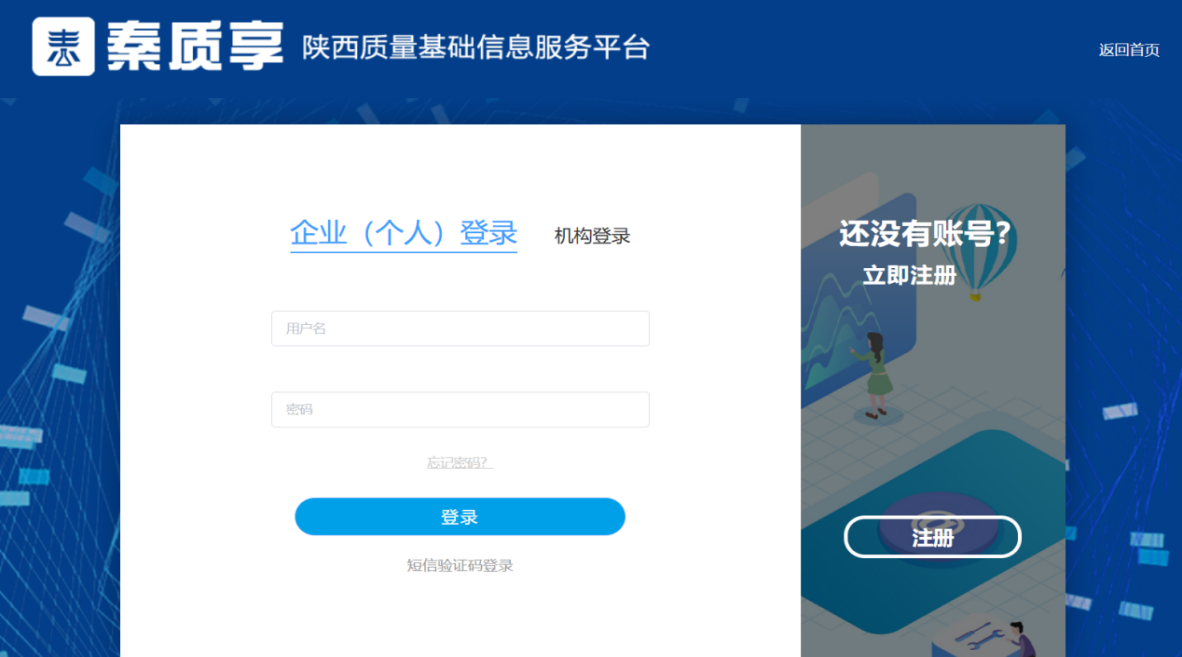 秦质享 陕西质量基础信息服务平台
返回首页
企业（个人）登录 机构登录
用户名
密码
忘记密码？
登录
短信验证码登录
还没有账号?
立即注册
注册